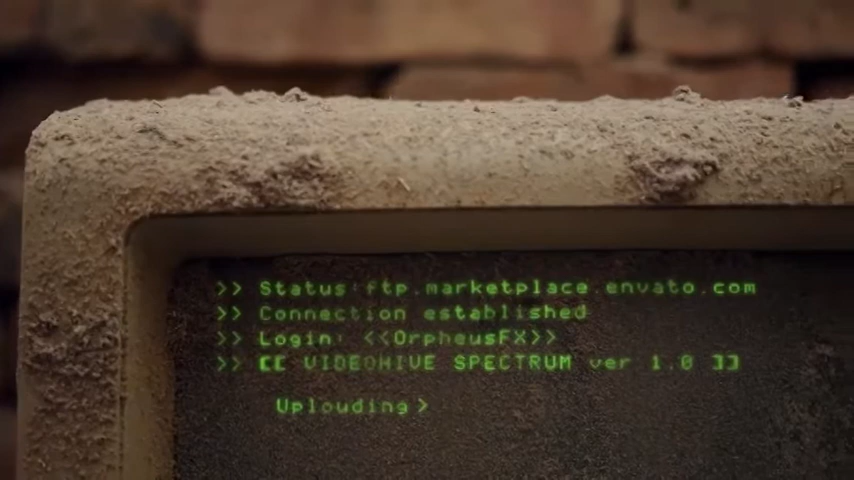 >> Status:ftp.marketplace.envato.com
>> Connection established
>> Login: <<OrpheusFX>>
>> [[ VIDEOHIVE SPECTRUM ver 1.0 ]]
Uplouding>